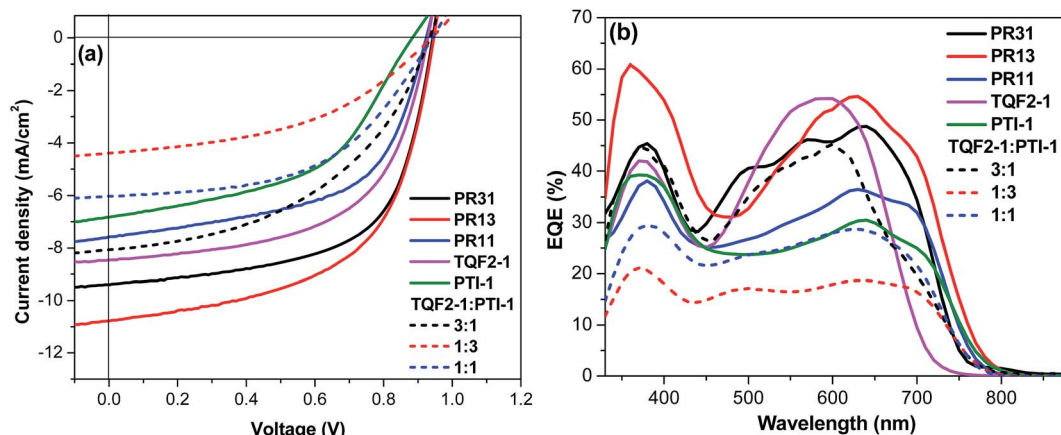 (a)
Current density (mA/cm²)
0
-2
-4
-6
-8
-10
-12
0.0
0.2
0.4
0.6
0.8
1.0
1.2
Voltage (V)
PR31
PR13
PR11
TQF2-1
PTI-1
TQF2-1:PTI-1
3:1
1:3
1:1
(b)
EQE (%)
70
60
50
40
30
20
10
0
400
500
600
700
800
Wavelength (nm)
PR31
PR13
PR11
TQF2-1
PTI-1
TQF2-1:PTI-1
3:1
1:3
1:1